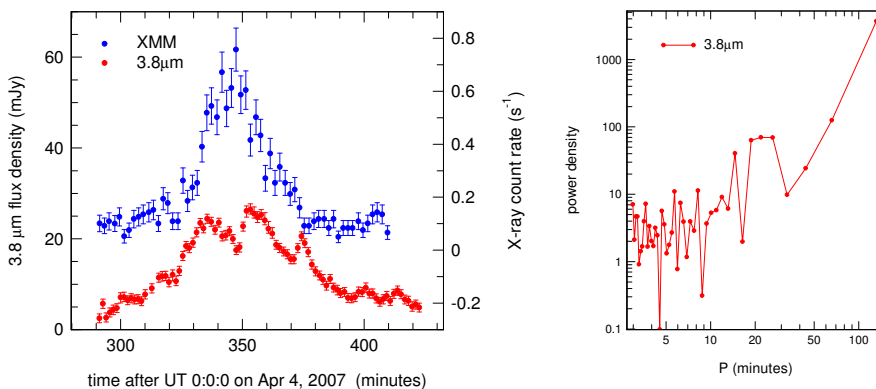 60
40
20
0
3.8 μm flux density (mJy)
XMM
3.8μm
0.8
0.6
0.4
0.2
0
-0.2
X-ray count rate (s⁻¹)
300
350
400
time after UT 0:0:0 on Apr 4, 2007 (minutes)
3.8μm
1000
100
10
1
0.1
power density
5
10
20
50
100
P (minutes)